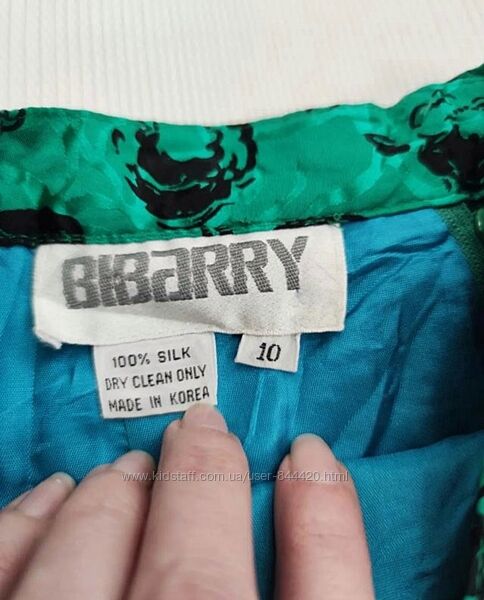 BIBARRY
100% SILK
DRY CLEAN ONLY
MADE IN KOREA
10
www.kidstaff.com.ua/user-844420.html